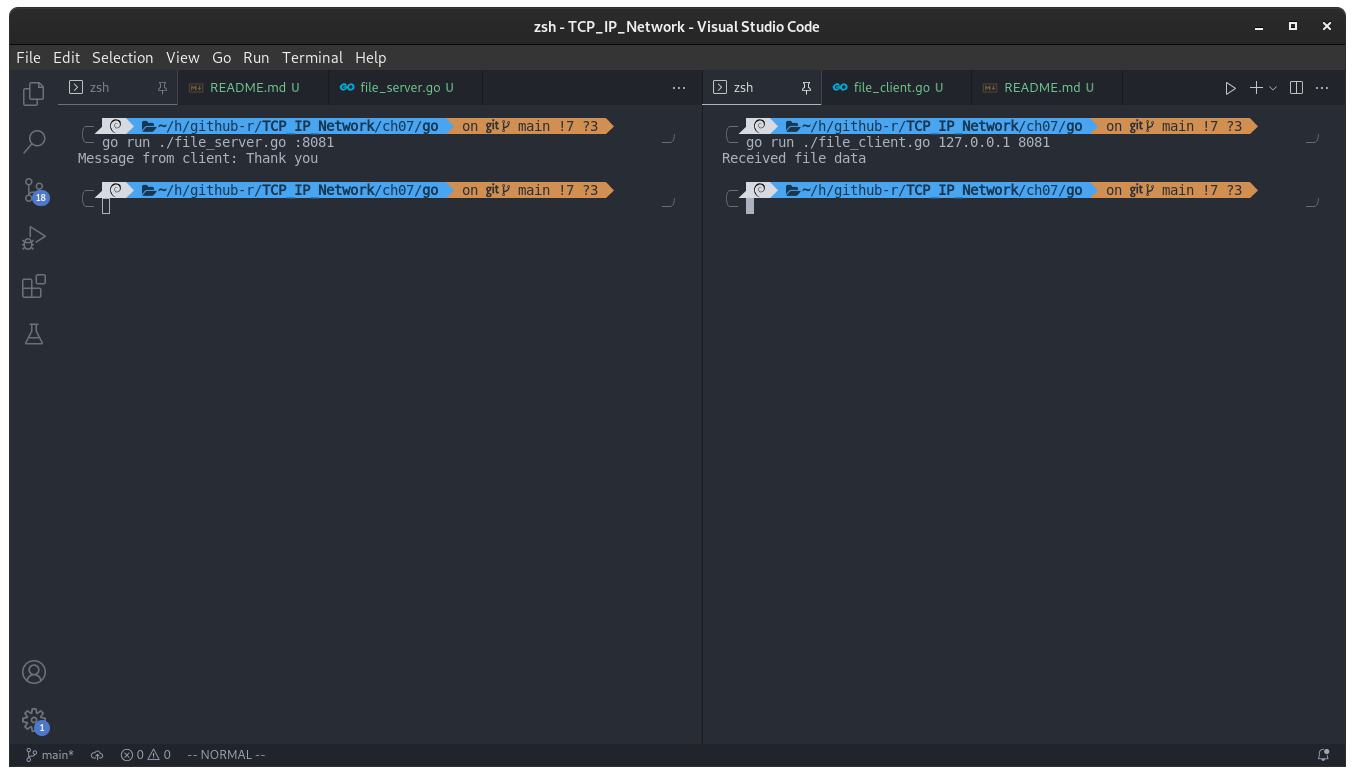 zsh - TCP_IP_Network - Visual Studio Code
File Edit Selection View Go Run Terminal Help
zsh README.md U file_server.go U
~/h/github-r/TCP_IP_Network/ch07/go on git main !7 ?3
go run ./file_server.go :8081
Message from client: Thank you
~/h/github-r/TCP_IP_Network/ch07/go on git main !7 ?3
zsh file_client.go U README.md U
~/h/github-r/TCP_IP_Network/ch07/go on git main !7 ?3
go run ./file_client.go 127.0.0.1 8081
Received file data
~/h/github-r/TCP_IP_Network/ch07/go on git main !7 ?3
18
1
main* 0 0 -- NORMAL --